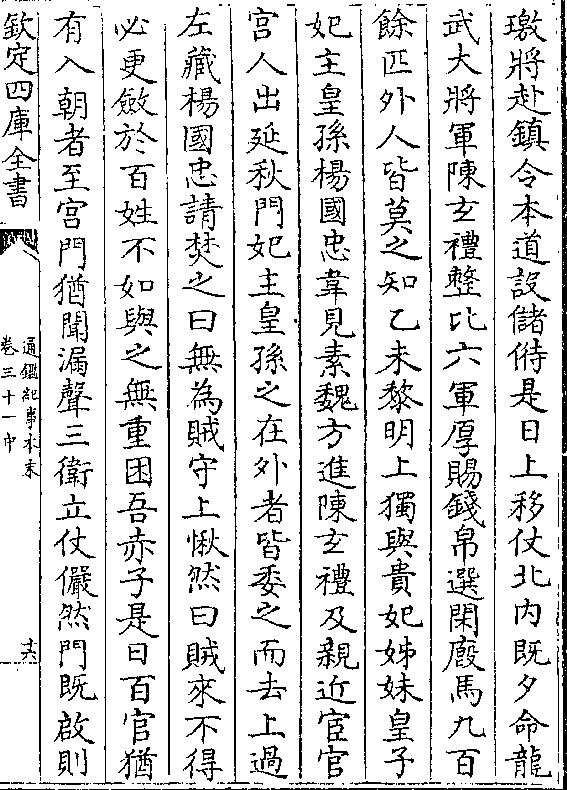 璬將赴鎮令本道設儲偫是日上移仗北内既夕命龍
武大將軍陳玄禮整比六軍厚賜錢帛選閑廏馬九百
餘匹外人皆莫之知乙未黎明上獨與貴妃姊妹皇子
妃主皇孫楊國忠韋見素魏方進陳玄禮及親近宦官
宫人出延秋門妃主皇孫之在外者皆委之而去上過
左藏楊國忠請焚之曰無為賊守上愀然曰賊來不得
必更斂於百姓不如與之無重困吾赤子是日百官猶
有入朝者至宫門猶聞漏聲三衛立仗儼然門既啟則
欽定四庫全書
通鑑紀事本末
卷三十一中
十六